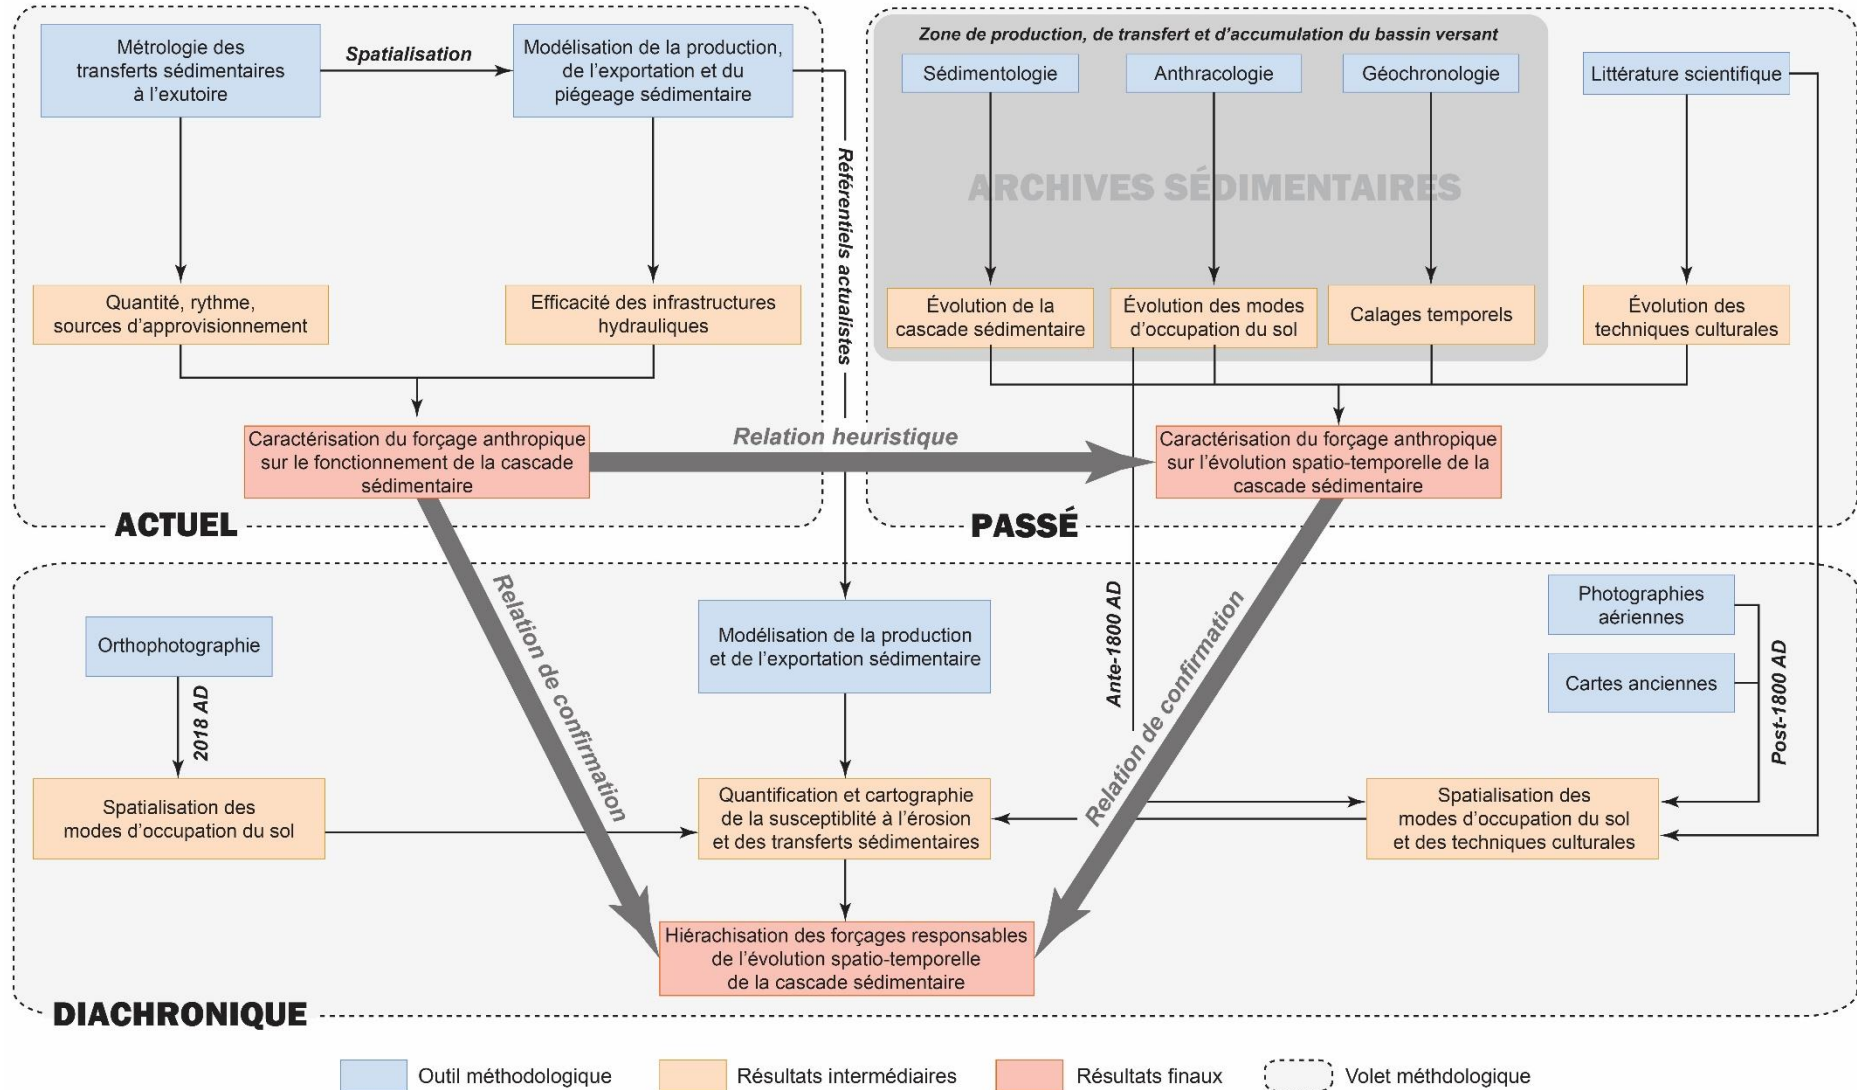 Métrologie des
transferts sédimentaires
à l'exutoire
Spatialisation
Modélisation de la production,
de l'exportation et du
piégeage sédimentaire
Référentiels actualistes
Quantité, rythme,
sources d'approvisionnement
Efficacité des infrastructures
hydrauliques
Caractérisation du forçage anthropique
sur le fonctionnement de la cascade
sédimentaire
ACTUEL
Zone de production, de transfert et d'accumulation du bassin versant
Sédimentologie
Anthracologie
Géochronologie
Littérature scientifique
ARCHIVES SÉDIMENTAIRES
Évolution de la
cascade sédimentaire
Évolution des modes
d'occupation du sol
Calages temporels
Évolution des
techniques culturales
Relation heuristique
Caractérisation du forçage anthropique
sur l'évolution spatio-temporelle de la
cascade sédimentaire
PASSÉ
Relation de confirmation
Ante-1800 AD
Relation de confirmation
Orthophotographie
2018 AD
Modélisation de la production
et de l'exportation sédimentaire
Photographies
aériennes
Cartes anciennes
Post-1800 AD
Spatialisation des
modes d'occupation du sol
Quantification et cartographie
de la susceptiblité à l'érosion
et des transferts sédimentaires
Spatialisation des
modes d'occupation du sol
et des techniques culturales
Hiérachisation des forçages responsables
de l'évolution spatio-temporelle
de la cascade sédimentaire
DIACHRONIQUE
Outil méthodologique
Résultats intermédiaires
Résultats finaux
Volet méthdologique